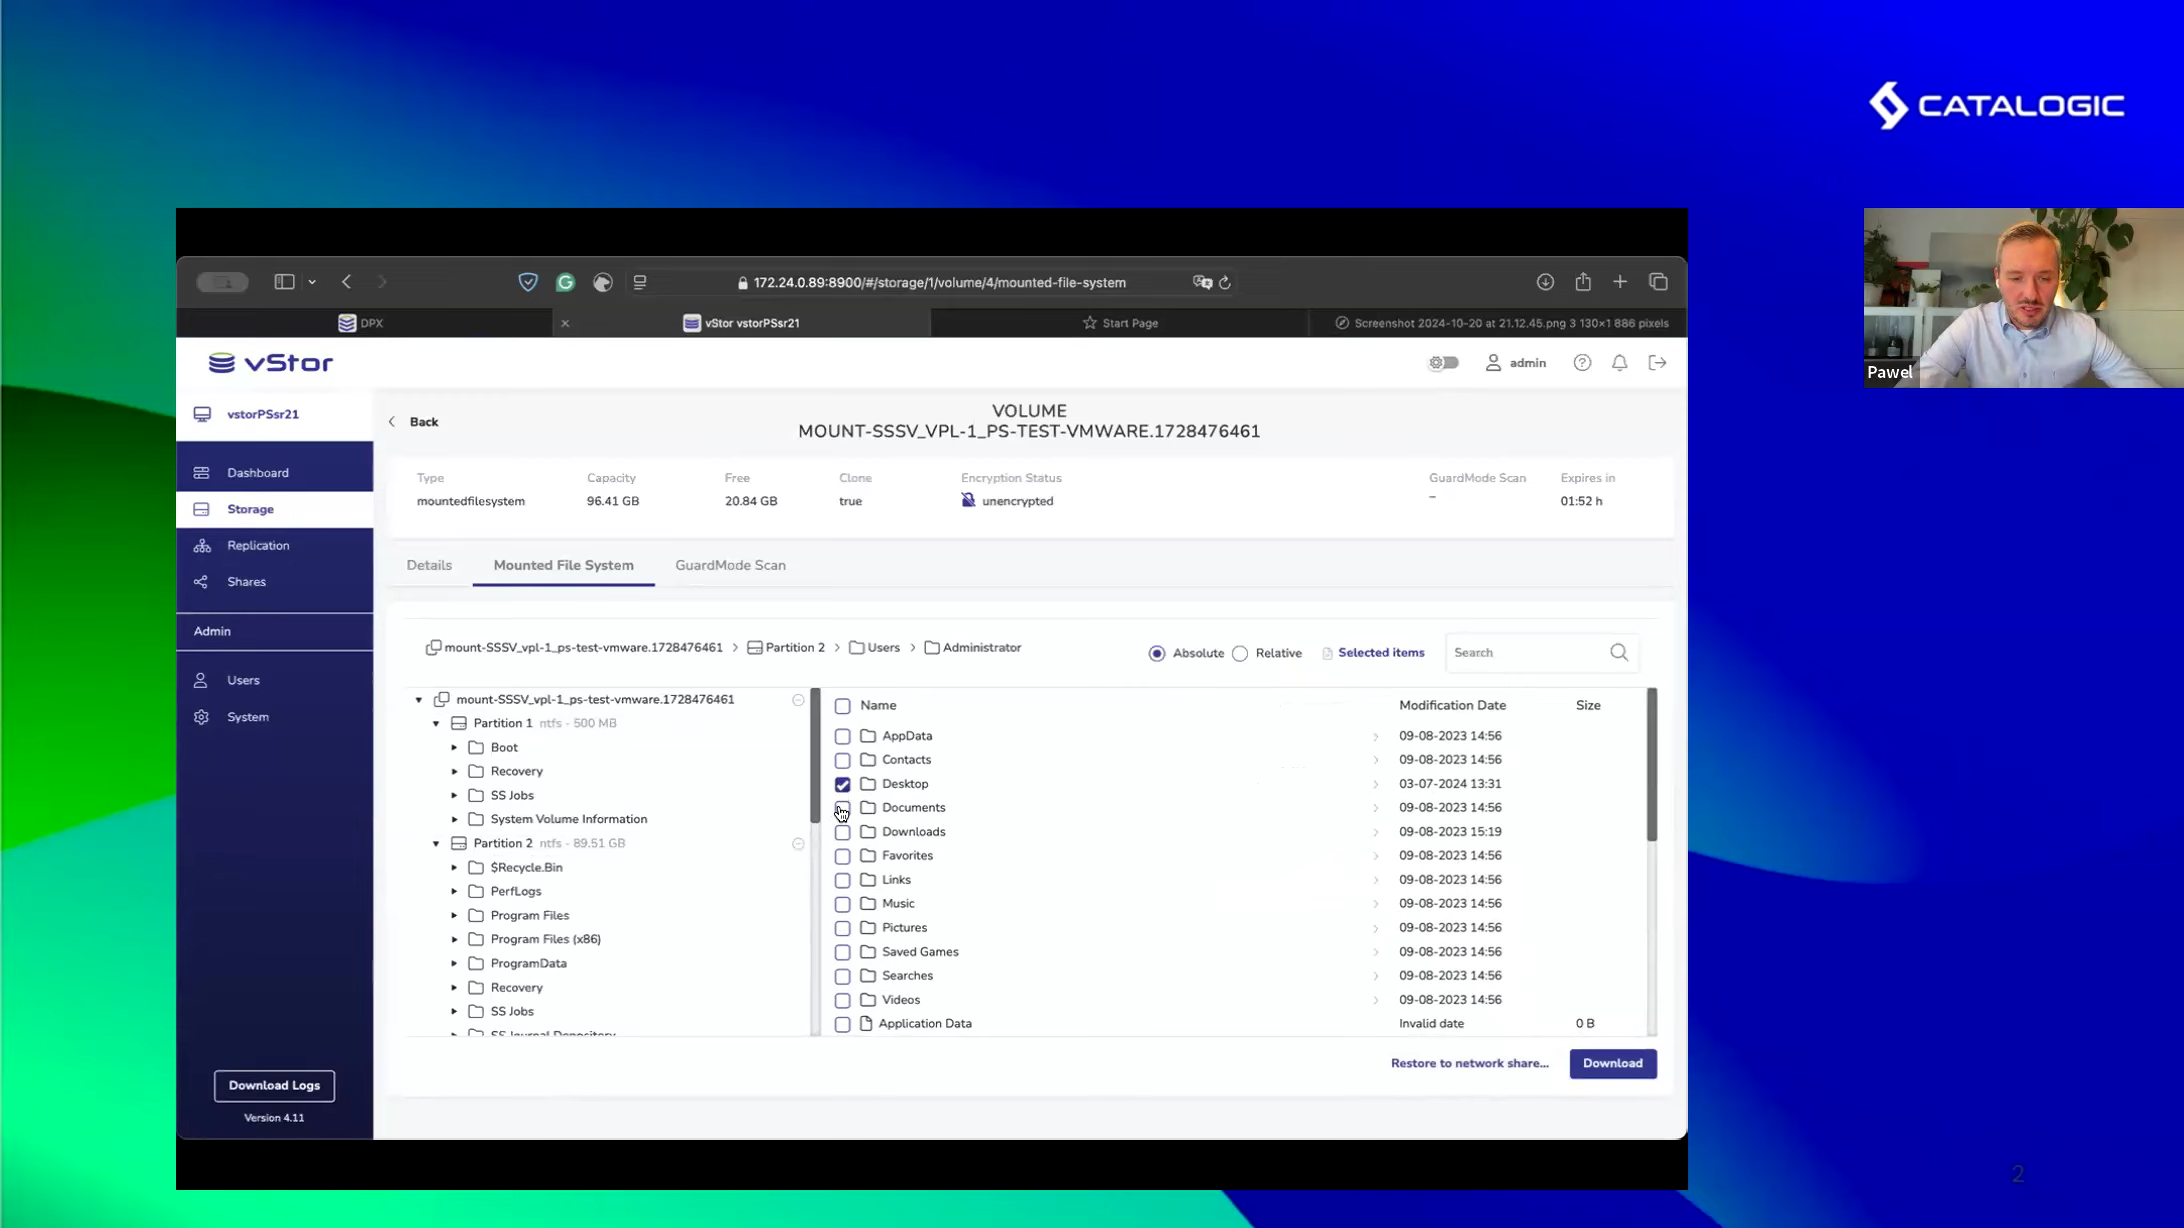 CATALOGIC
172.24.0.89:8900/#/storage/1/volume/4/mounted-file-system
DPX
vStor vstorPSsr21
Start Page
Screenshot 2024-10-20 at 21.12.45.png 3 130×1 886 pixels
Pawel
vStor
admin
vstorPSsr21
Dashboard
Storage
Replication
Shares
Admin
Users
System
Download Logs
Version 4.11
Back
VOLUME
MOUNT-SSSV_VPL-1_PS-TEST-VMWARE.1728476461
Type Capacity Free Clone Encryption Status GuardMode Scan Expires in
mountedfilesystem 96.41 GB 20.84 GB true unencrypted – 01:52 h
Details Mounted File System GuardMode Scan
mount-SSSV_vpl-1_ps-test-vmware.1728476461 > Partition 2 > Users > Administrator
Absolute Relative Selected items Search
mount-SSSV_vpl-1_ps-test-vmware.1728476461
Partition 1 ntfs - 500 MB
Boot
Recovery
SS Jobs
System Volume Information
Partition 2 ntfs - 89.51 GB
$Recycle.Bin
PerfLogs
Program Files
Program Files (x86)
ProgramData
Recovery
SS Jobs
SS Journal Depository
Name Modification Date Size
AppData 09-08-2023 14:56
Contacts 09-08-2023 14:56
Desktop 03-07-2024 13:31
Documents 09-08-2023 14:56
Downloads 09-08-2023 15:19
Favorites 09-08-2023 14:56
Links 09-08-2023 14:56
Music 09-08-2023 14:56
Pictures 09-08-2023 14:56
Saved Games 09-08-2023 14:56
Searches 09-08-2023 14:56
Videos 09-08-2023 14:56
Application Data Invalid date 0 B
Restore to network share... Download
2